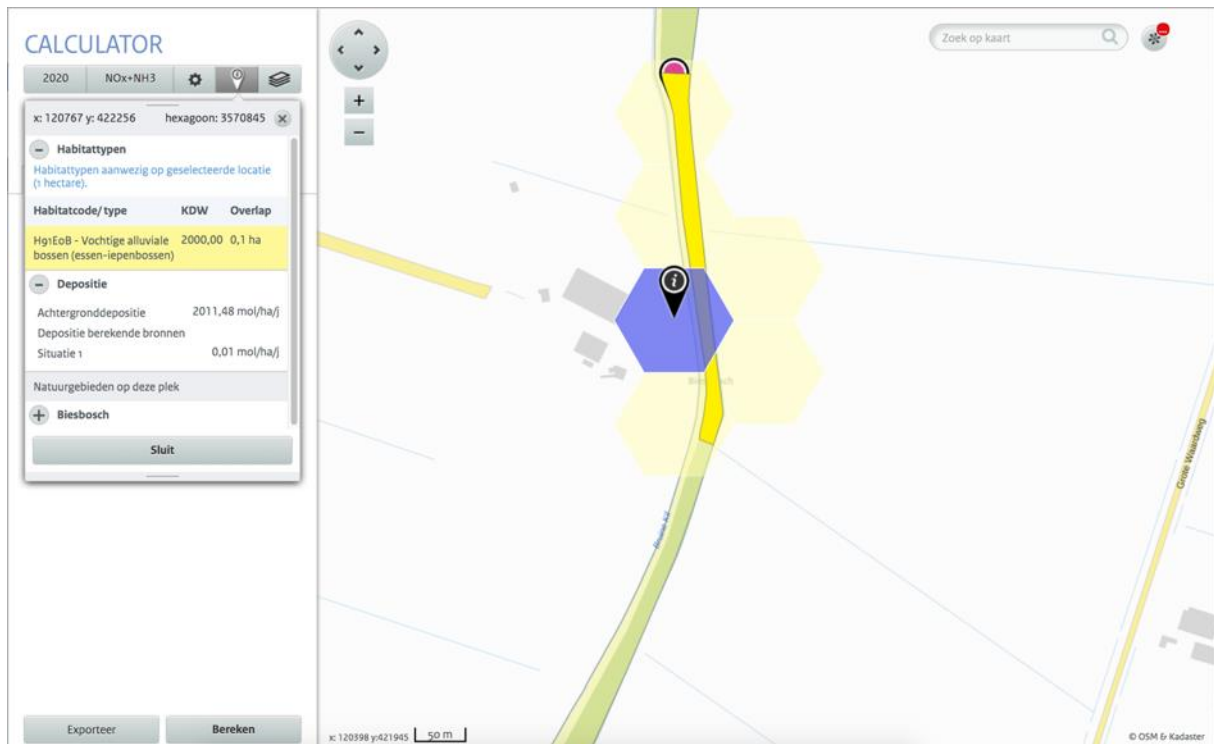 CALCULATOR
2020 NOx+NH3
x: 120767 y: 422256 hexagoon: 3570845
Habitattypen
Habitattypen aanwezig op geselecteerde locatie
(1 hectare).
Habitatcode/type KDW Overlap
H91E0B - Vochtige alluviale 2000,00 0,1 ha
bossen (essen-iepenbossen)
Depositie
Achtergronddepositie 2011,48 mol/ha/j
Depositie berekende bronnen
Situatie 1 0,01 mol/ha/j
Natuurgebieden op deze plek
Biesbosch
Sluit
Exporteer Bereken
Zoek op kaart
Grote Waardweg
x: 120398 y:421945 50 m
© OSM & Kadaster